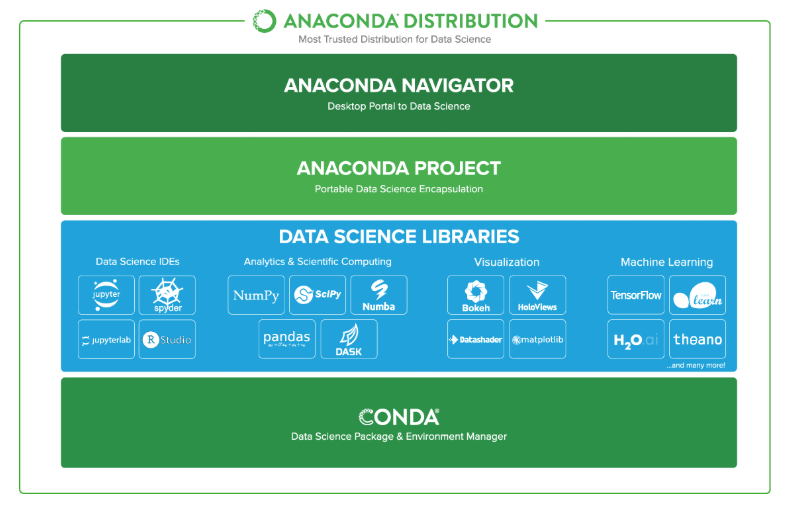 ANACONDA DISTRIBUTION
Most Trusted Distribution for Data Science
ANACONDA NAVIGATOR
Desktop Portal to Data Science
ANACONDA PROJECT
Portable Data Science Encapsulation
DATA SCIENCE LIBRARIES
Data Science IDEs
jupyter
spyder
jupyterlab
R Studio
Analytics & Scientific Computing
NumPy
SciPy
Numba
pandas
DASK
Visualization
Bokeh
HoloViews
Datashader
matplotlib
Machine Learning
TensorFlow
learn
H2O.ai
theano
...and many more!
CONDA®
Data Science Package & Environment Manager